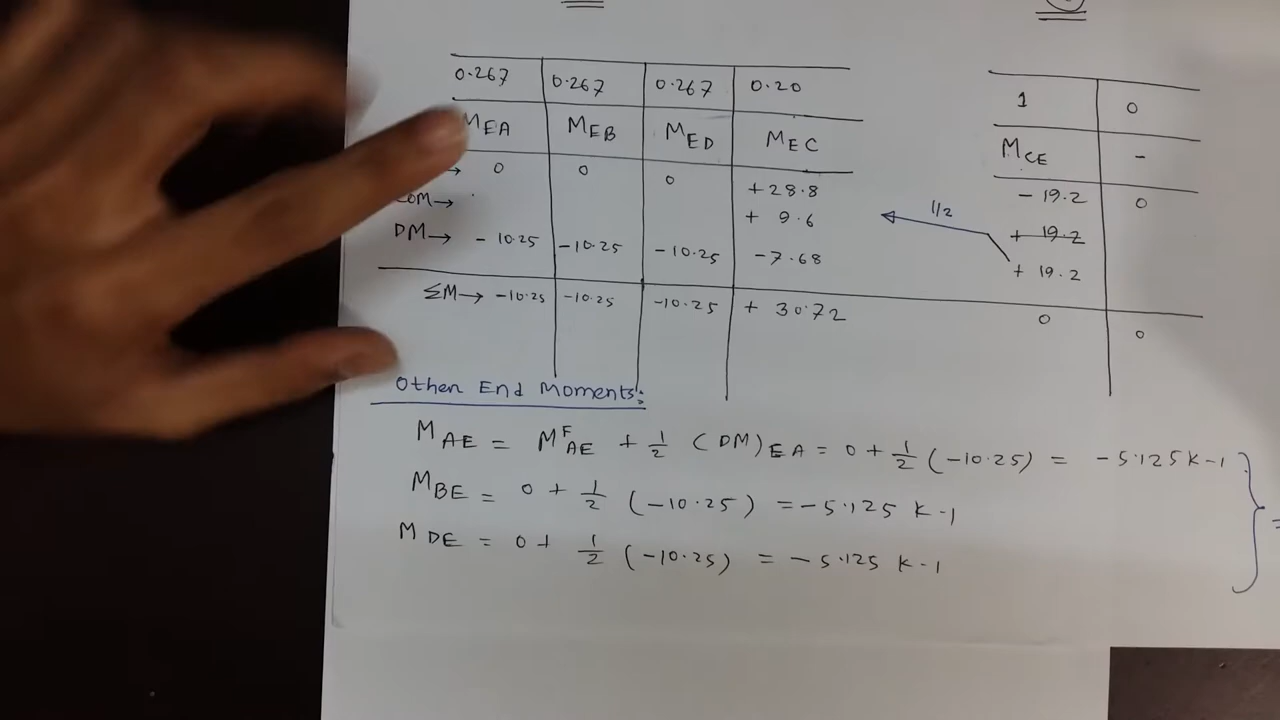 0.267 0.267 0.267 0.20 1 0
MEA MEB MED MEC MCE -
→ 0 0 0 +28.8 - 19.2 0
COM→ + 9.6 1/2 + 19.2
DM→ - 10.25 -10.25 -10.25 -7.68 + 19.2
ΣM→ -10.25 -10.25 -10.25 + 30.72 0 0
Other End Moments:
MAE = M^F AE + 1/2 (DM)EA = 0 + 1/2 (-10.25) = -5.125 K-1
MBE = 0 + 1/2 (-10.25) = -5.125 K-1
MDE = 0 + 1/2 (-10.25) = -5.125 K-1